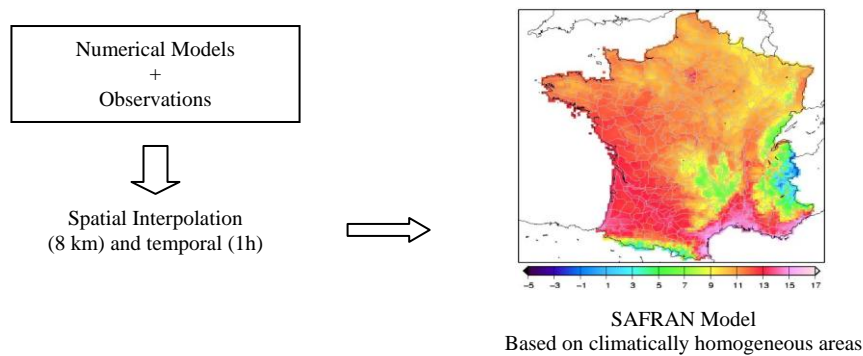 Numerical Models
+
Observations
Spatial Interpolation
(8 km) and temporal (1h)
-5 -3 -1 1 3 5 7 9 11 13 15 17
SAFRAN Model
Based on climatically homogeneous areas